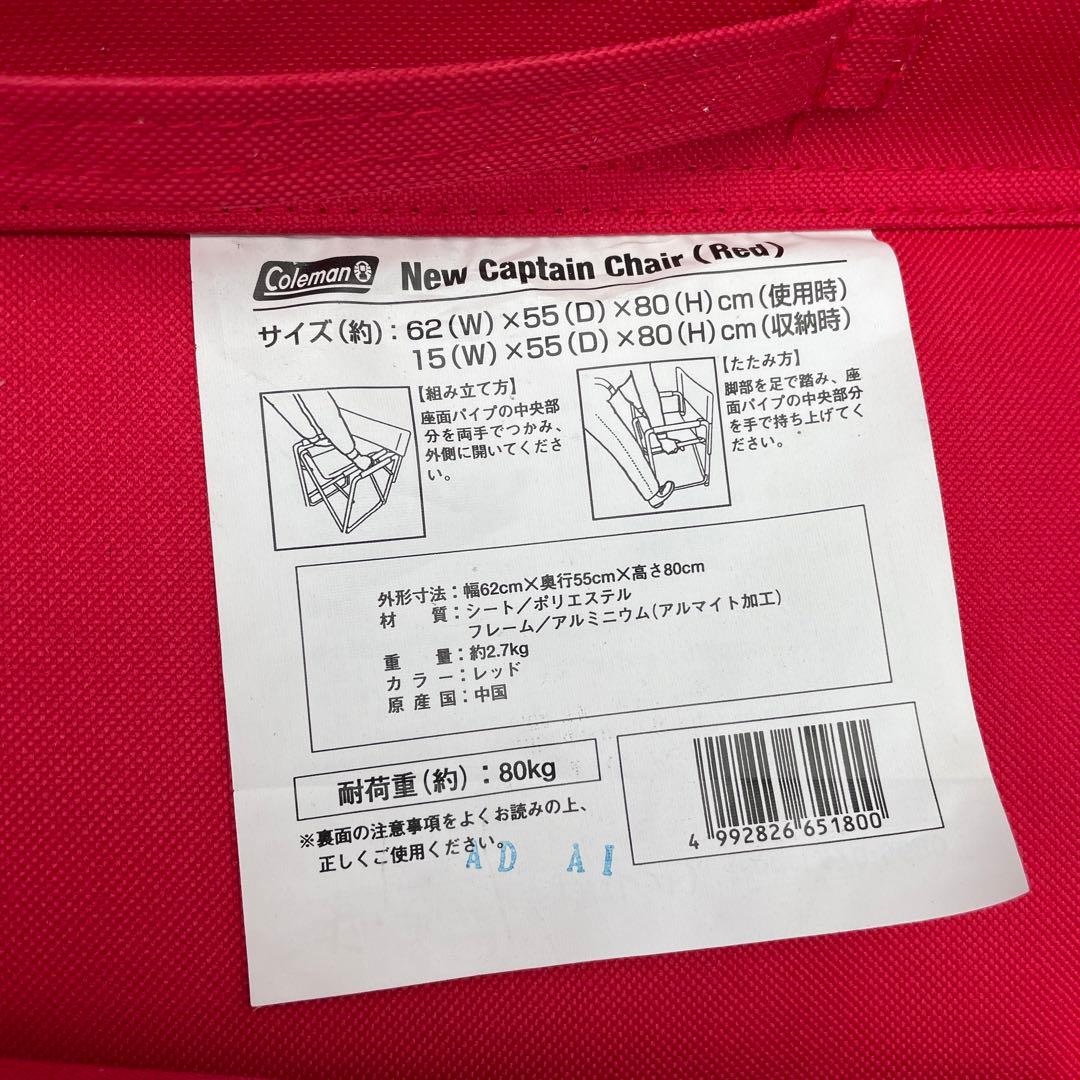 Coleman New Captain Chair (Red)
サイズ(約):62(W)×55(D)×80(H)cm(使用時)
15(W)×55(D)×80(H)cm(収納時)
【組み立て方】
座面パイプの中央部
分を両手でつかみ、
外側に開いてくださ
い。
【たたみ方】
脚部を足で踏み、座
面パイプの中央部分
を手で持ち上げてく
ださい。
外形寸法:幅62cm×奥行55cm×高さ80cm
材 質:シート/ポリエステル
フレーム/アルミニウム(アルマイト加工)
重 量:約2.7kg
カラー:レッド
原産国:中国
耐荷重(約):80kg
※裏面の注意事項をよくお読みの上、
正しくご使用ください。
4 992826 651800
AD AI